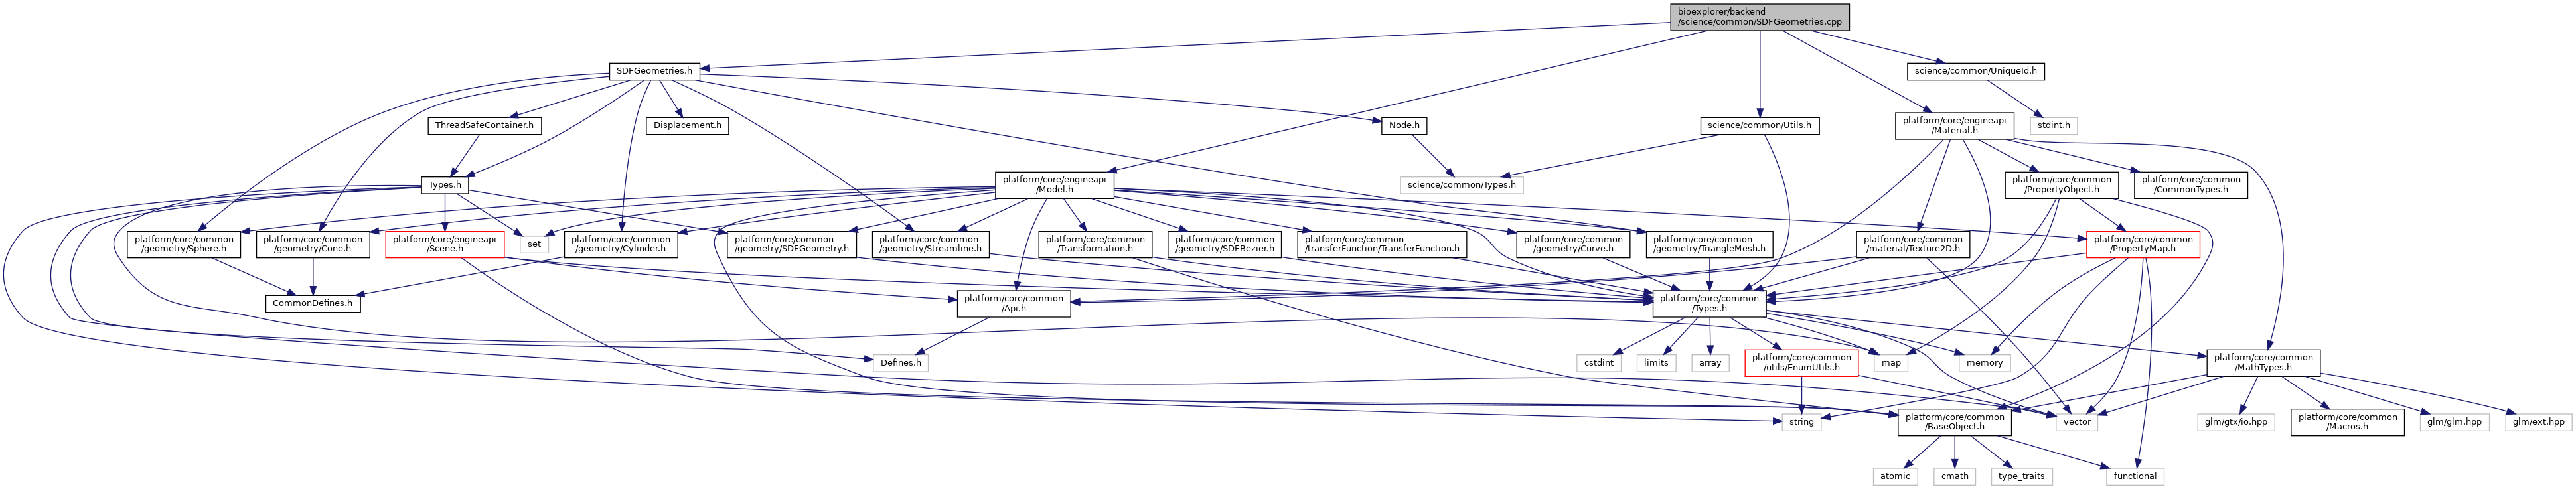 bioexplorer/backend
/science/common/SDFGeometries.cpp
SDFGeometries.h
science/common/UniqueId.h
ThreadSafeContainer.h
Displacement.h
Node.h
science/common/Utils.h
platform/core/engineapi
/Material.h
stdint.h
Types.h
platform/core/engineapi
/Model.h
science/common/Types.h
platform/core/common
/PropertyObject.h
platform/core/common
/CommonTypes.h
platform/core/common
/geometry/Sphere.h
platform/core/common
/geometry/Cone.h
platform/core/engineapi
/Scene.h
set
platform/core/common
/geometry/Cylinder.h
platform/core/common
/geometry/SDFGeometry.h
platform/core/common
/geometry/Streamline.h
platform/core/common
/Transformation.h
platform/core/common
/geometry/SDFBezier.h
platform/core/common
/transferFunction/TransferFunction.h
platform/core/common
/geometry/Curve.h
platform/core/common
/geometry/TriangleMesh.h
platform/core/common
/material/Texture2D.h
platform/core/common
/PropertyMap.h
CommonDefines.h
platform/core/common
/Api.h
platform/core/common
/Types.h
Defines.h
cstdint
limits
array
platform/core/common
/utils/EnumUtils.h
map
memory
platform/core/common
/MathTypes.h
string
platform/core/common
/BaseObject.h
vector
glm/gtx/io.hpp
platform/core/common
/Macros.h
glm/glm.hpp
glm/ext.hpp
atomic
cmath
type_traits
functional